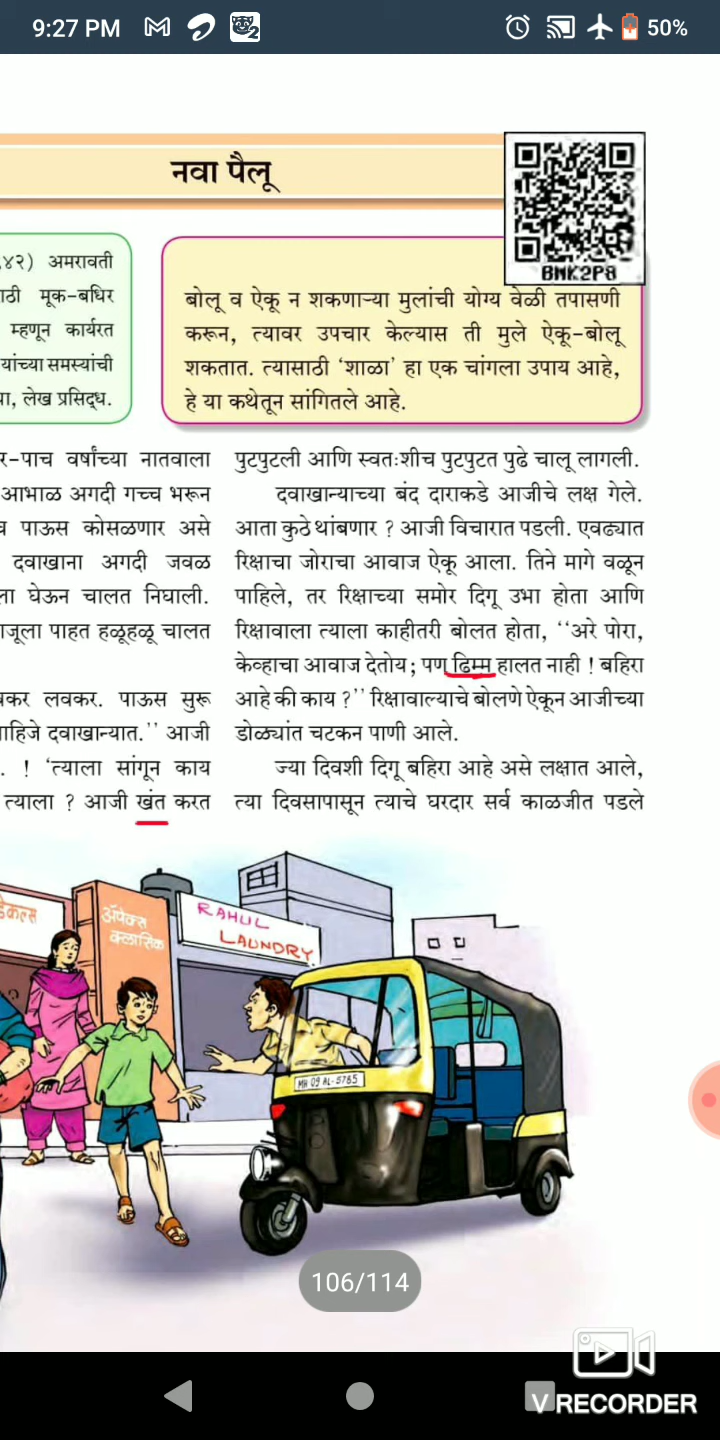 9:27 PM
50%
नवा पैलू
BMK2P8
४२) अमरावती
मूक-बधिर
म्हणून कार्यरत
यांच्या समस्यांची
लेख प्रसिद्ध.
बोलू व ऐकू न शकणाऱ्या मुलांची योग्य वेळी तपासणी
करून, त्यावर उपचार केल्यास ती मुले ऐकू-बोलू
शकतात. त्यासाठी 'शाळा' हा एक चांगला उपाय आहे,
हे या कथेतून सांगितले आहे.
र-पाच वर्षांच्या नातवाला
आभाळ अगदी गच्च भरून
पाऊस कोसळणार असे
दवाखाना अगदी जवळ
ला घेऊन चालत निघाली.
जूला पाहत हळूहळू चालत
कर लवकर. पाऊस सुरू
ाहिजे दवाखान्यात.'' आजी
. ! 'त्याला सांगून काय
त्याला ? आजी खंत करत
पुटपुटली आणि स्वतःशीच पुटपुटत पुढे चालू लागली.
दवाखान्याच्या बंद दाराकडे आजीचे लक्ष गेले.
आता कुठे थांबणार ? आजी विचारात पडली. एवढ्यात
रिक्षाचा जोराचा आवाज ऐकू आला. तिने मागे वळून
पाहिले, तर रिक्षाच्या समोर दिगू उभा होता आणि
रिक्षावाला त्याला काहीतरी बोलत होता, ''अरे पोरा,
केव्हाचा आवाज देतोय; पण ढिम्म हालत नाही ! बहिरा
आहे की काय ?'' रिक्षावाल्याचे बोलणे ऐकून आजीच्या
डोळ्यांत चटकन पाणी आले.
ज्या दिवशी दिगू बहिरा आहे असे लक्षात आले,
त्या दिवसापासून त्याचे घरदार सर्व काळजीत पडले
डेकल्स
ॲपेक्स
क्लासिक
RAHUL
LAUNDRY.
MH 09 AL-5785
106/114
V RECORDER